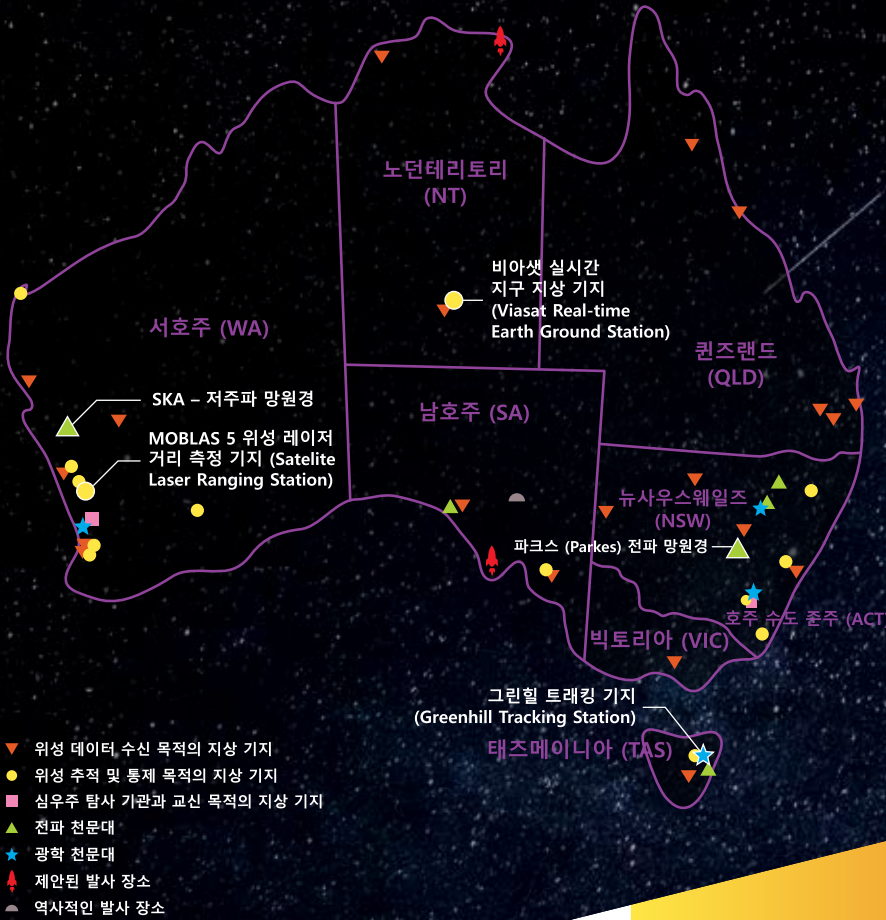 노던테리토리
(NT)
비아샛 실시간
지구 지상 기지
(Viasat Real-time
Earth Ground Station)
서호주 (WA)
퀸즈랜드
(QLD)
SKA – 저주파 망원경
남호주 (SA)
MOBLAS 5 위성 레이저
거리 측정 기지 (Satelite
Laser Ranging Station)
뉴사우스웨일즈
(NSW)
파크스 (Parkes) 전파 망원경
호주 수도 준주 (ACT
빅토리아 (VIC)
그린힐 트래킹 기지
(Greenhill Tracking Station)
태즈메이니아 (TAS)
위성 데이터 수신 목적의 지상 기지
위성 추적 및 통제 목적의 지상 기지
심우주 탐사 기관과 교신 목적의 지상 기지
전파 천문대
광학 천문대
제안된 발사 장소
역사적인 발사 장소